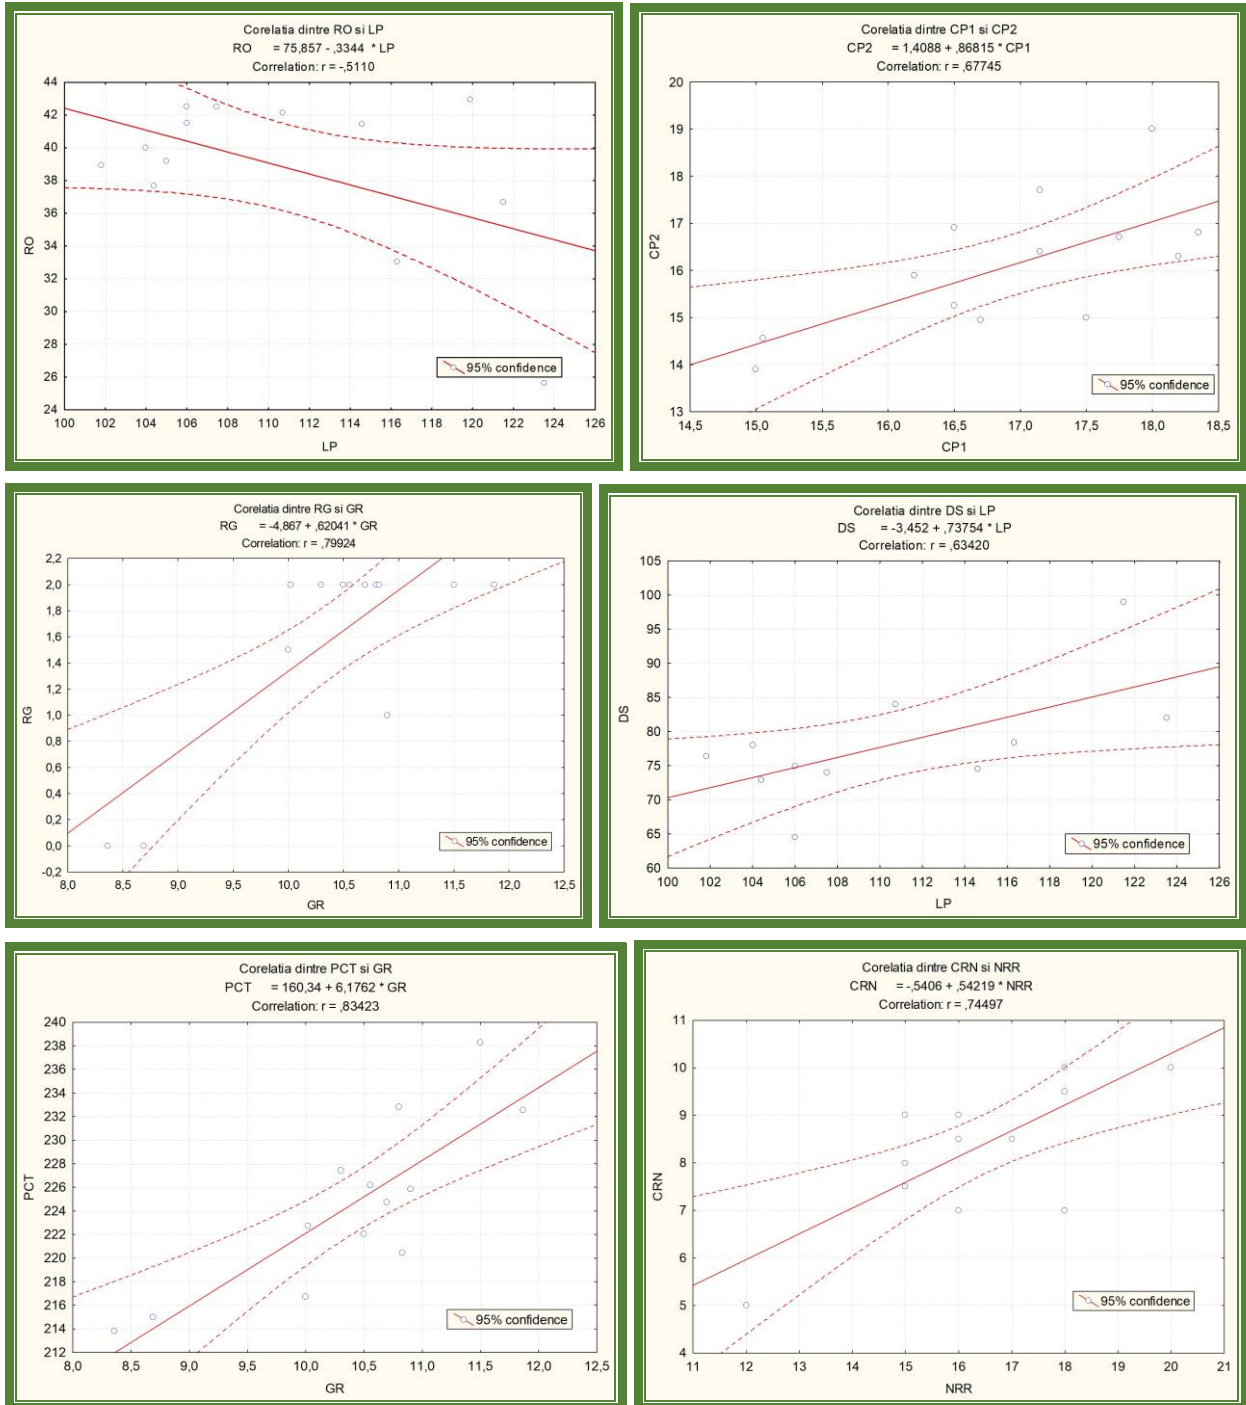 Corelatia dintre RO si LP
RO = 75,857 - ,3344 * LP
Correlation: r = -,5110
44
42
40
38
36
34
32
30
28
26
24
RO
95% confidence
100 102 104 106 108 110 112 114 116 118 120 122 124 126
LP
Corelatia dintre CP1 si CP2
CP2 = 1,4088 + ,86815 * CP1
Correlation: r = ,67745
20
19
18
17
16
15
14
13
CP2
95% confidence
14,5 15,0 15,5 16,0 16,5 17,0 17,5 18,0 18,5
CP1
Corelatia dintre RG si GR
RG = -4,867 + ,62041 * GR
Correlation: r = ,79924
2,2
2,0
1,8
1,6
1,4
1,2
1,0
0,8
0,6
0,4
0,2
0,0
-0,2
RG
95% confidence
8,0 8,5 9,0 9,5 10,0 10,5 11,0 11,5 12,0 12,5
GR
Corelatia dintre DS si LP
DS = -3,452 + ,73754 * LP
Correlation: r = ,63420
105
100
95
90
85
80
75
70
65
60
DS
95% confidence
100 102 104 106 108 110 112 114 116 118 120 122 124 126
LP
Corelatia dintre PCT si GR
PCT = 160,34 + 6,1762 * GR
Correlation: r = ,83423
240
238
236
234
232
230
228
226
224
222
220
218
216
214
212
PCT
95% confidence
8,0 8,5 9,0 9,5 10,0 10,5 11,0 11,5 12,0 12,5
GR
Corelatia dintre CRN si NRR
CRN = -,5406 + ,54219 * NRR
Correlation: r = ,74497
11
10
9
8
7
6
5
4
CRN
95% confidence
11 12 13 14 15 16 17 18 19 20 21
NRR